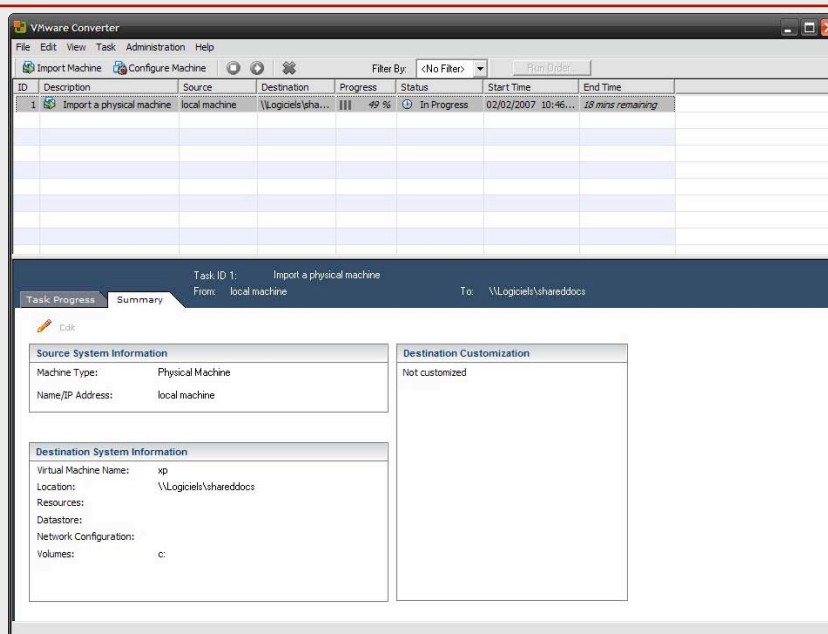 VMware Converter
File Edit View Task Administration Help
Import Machine Configure Machine Filter By: <No Filter> Run Order...
ID Description Source Destination Progress Status Start Time End Time
1 Import a physical machine local machine \\Logiciels\sha... 49 % In Progress 02/02/2007 10:46... 18 mins remaining
Task ID 1: Import a physical machine
From: local machine To: \\Logiciels\shareddocs
Task Progress Summary
Edit
Source System Information
Machine Type: Physical Machine
Name/IP Address: local machine
Destination Customization
Not customized
Destination System Information
Virtual Machine Name: xp
Location: \\Logiciels\shareddocs
Resources:
Datastore:
Network Configuration:
Volumes: c: